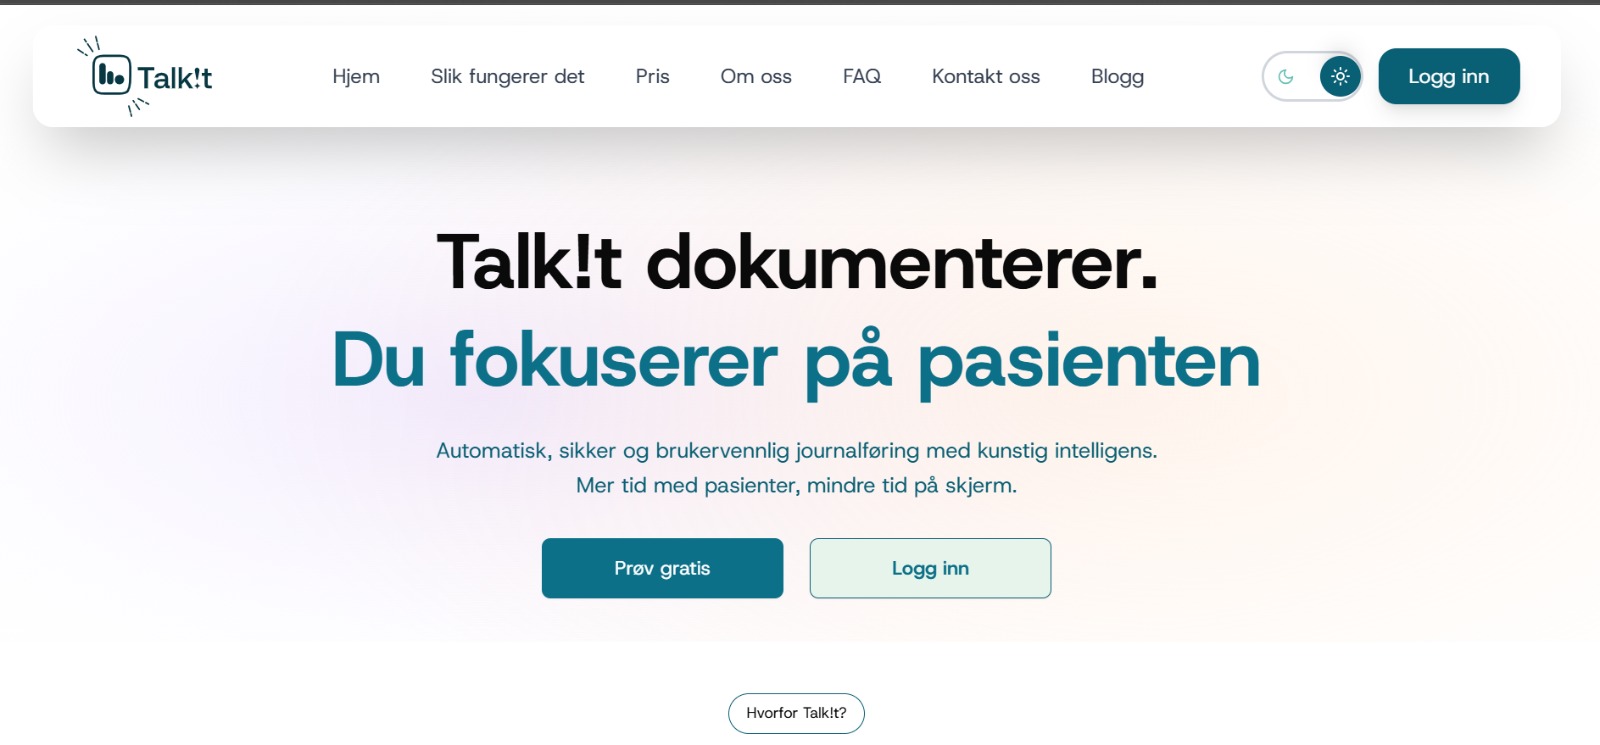 Talk!t
Hjem
Slik fungerer det
Pris
Om oss
FAQ
Kontakt oss
Blogg
Logg inn
Talk!t dokumenterer.
Du fokuserer på pasienten
Automatisk, sikker og brukervennlig journalføring med kunstig intelligens.
Mer tid med pasienter, mindre tid på skjerm.
Prøv gratis
Logg inn
Hvorfor Talk!t?